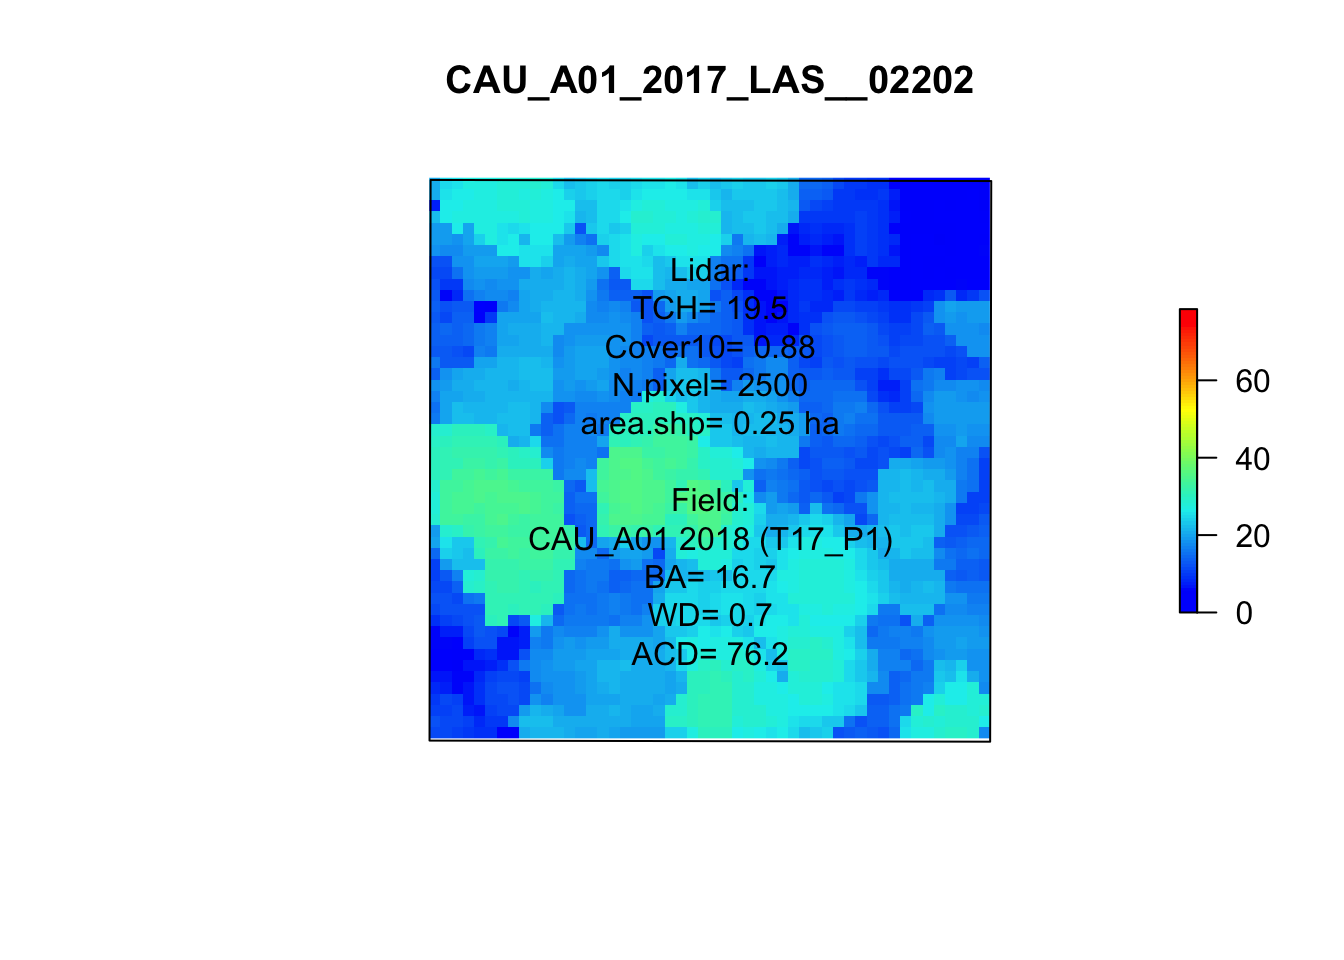 CAU_A01_2017_LAS__02202
Lidar:
TCH= 19.5
Cover10= 0.88
N.pixel= 2500
area.shp= 0.25 ha
Field:
CAU_A01 2018 (T17_P1)
BA= 16.7
WD= 0.7
ACD= 76.2
60
40
20
0